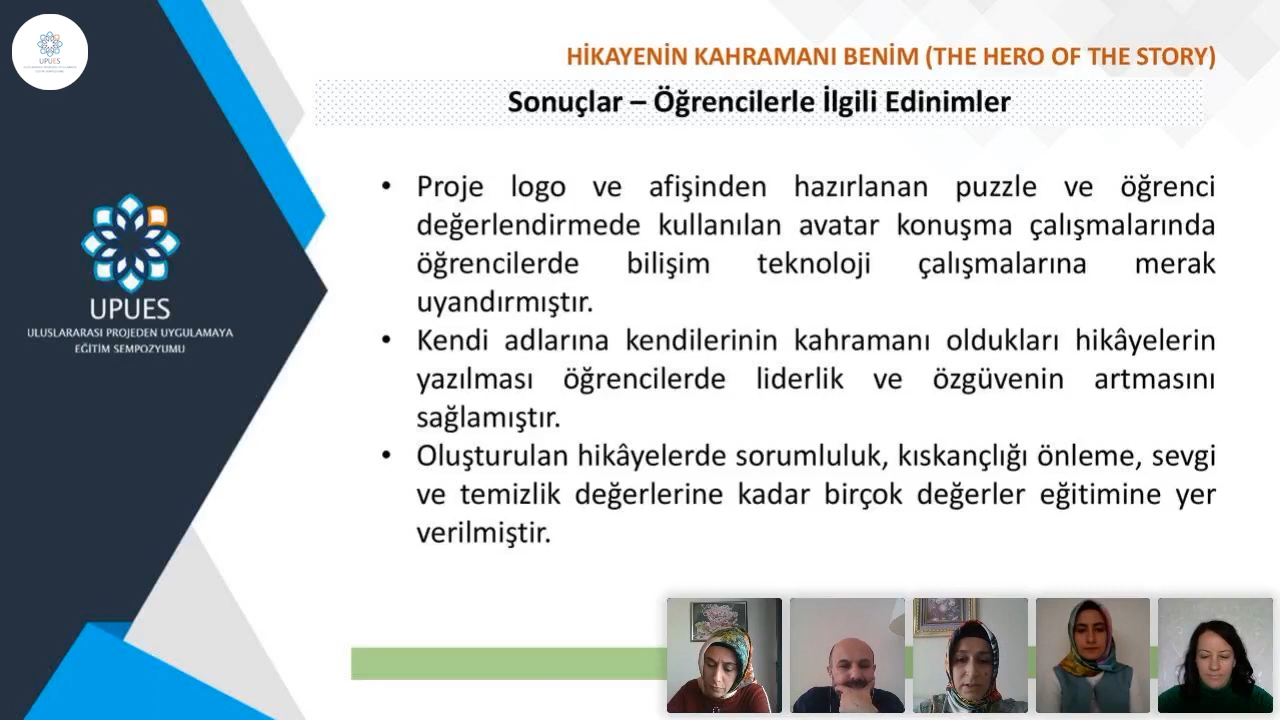 UPUES
HİKAYENİN KAHRAMANI BENİM (THE HERO OF THE STORY)
Sonuçlar – Öğrencilerle İlgili Edinimler
• Proje logo ve afişinden hazırlanan puzzle ve öğrenci
değerlendirmede kullanılan avatar konuşma çalışmalarında
öğrencilerde bilişim teknoloji çalışmalarına merak
uyandırmıştır.
• Kendi adlarına kendilerinin kahramanı oldukları hikâyelerin
yazılması öğrencilerde liderlik ve özgüvenin artmasını
sağlamıştır.
• Oluşturulan hikâyelerde sorumluluk, kıskançlığı önleme, sevgi
ve temizlik değerlerine kadar birçok değerler eğitimine yer
verilmiştir.
UPUES
ULUSLARARASI PROJEDEN UYGULAMAYA
EĞİTİM SEMPOZYUMU